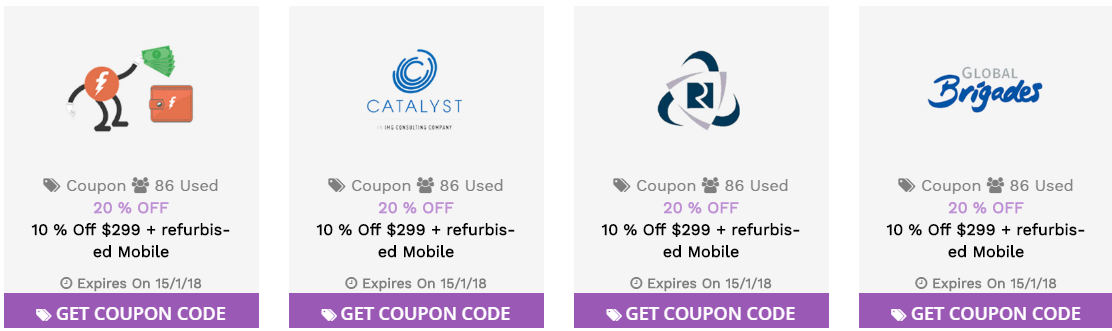 CATALYST
IMG CONSULTING COMPANY
GLOBAL
Brigades
Coupon 86 Used
20 % OFF
10 % Off $299 + refurbis-
ed Mobile
Expires On 15/1/18
GET COUPON CODE
Coupon 86 Used
20 % OFF
10 % Off $299 + refurbis-
ed Mobile
Expires On 15/1/18
GET COUPON CODE
Coupon 86 Used
20 % OFF
10 % Off $299 + refurbis-
ed Mobile
Expires On 15/1/18
GET COUPON CODE
Coupon 86 Used
20 % OFF
10 % Off $299 + refurbis-
ed Mobile
Expires On 15/1/18
GET COUPON CODE